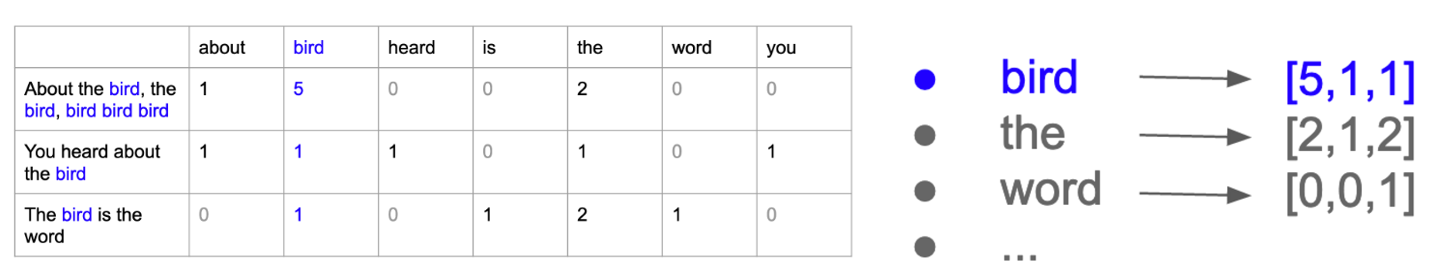 about bird heard is the word you
About the bird, the 1 5 0 0 2 0 0
bird, bird bird bird
You heard about 1 1 1 0 1 0 1
the bird
The bird is the 0 1 0 1 2 1 0
word
bird [5,1,1]
the [2,1,2]
word [0,0,1]
...